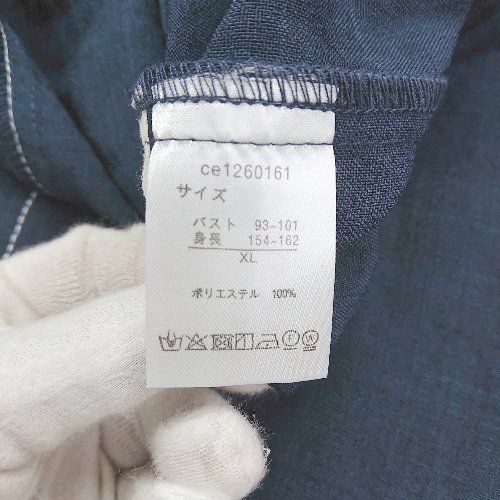 ce1260161
サイズ
バスト 93~101
身長 154~162
XL
ポリエステル 100%